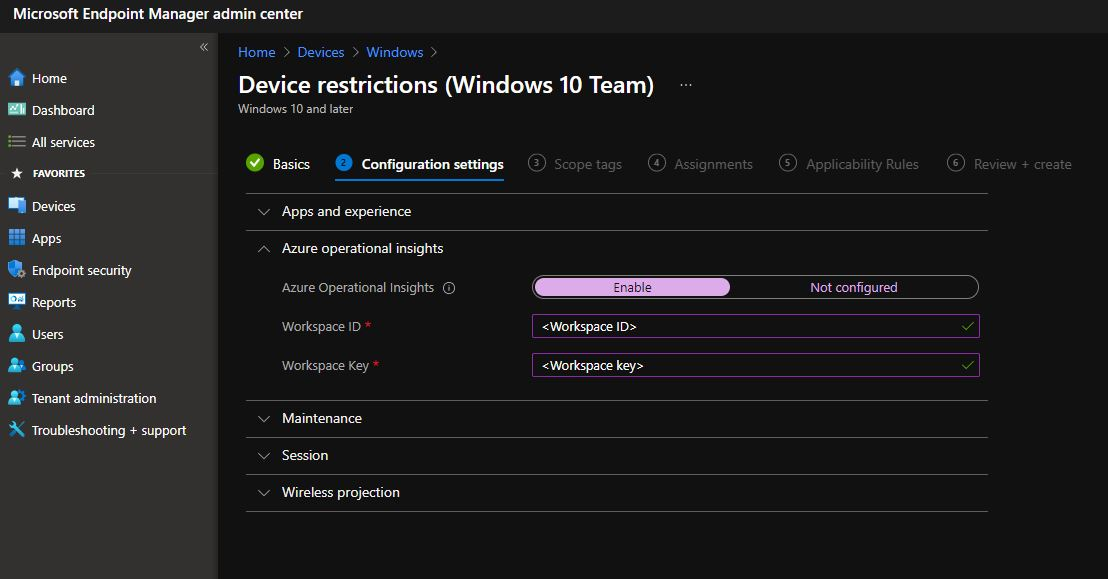 Microsoft Endpoint Manager admin center
«
Home
Dashboard
All services
FAVORITES
Devices
Apps
Endpoint security
Reports
Users
Groups
Tenant administration
Troubleshooting + support
Home > Devices > Windows >
Device restrictions (Windows 10 Team) ...
Windows 10 and later
Basics 2 Configuration settings 3 Scope tags 4 Assignments 5 Applicability Rules 6 Review + create
Apps and experience
Azure operational insights
Azure Operational Insights Enable Not configured
Workspace ID * <Workspace ID>
Workspace Key * <Workspace key>
Maintenance
Session
Wireless projection